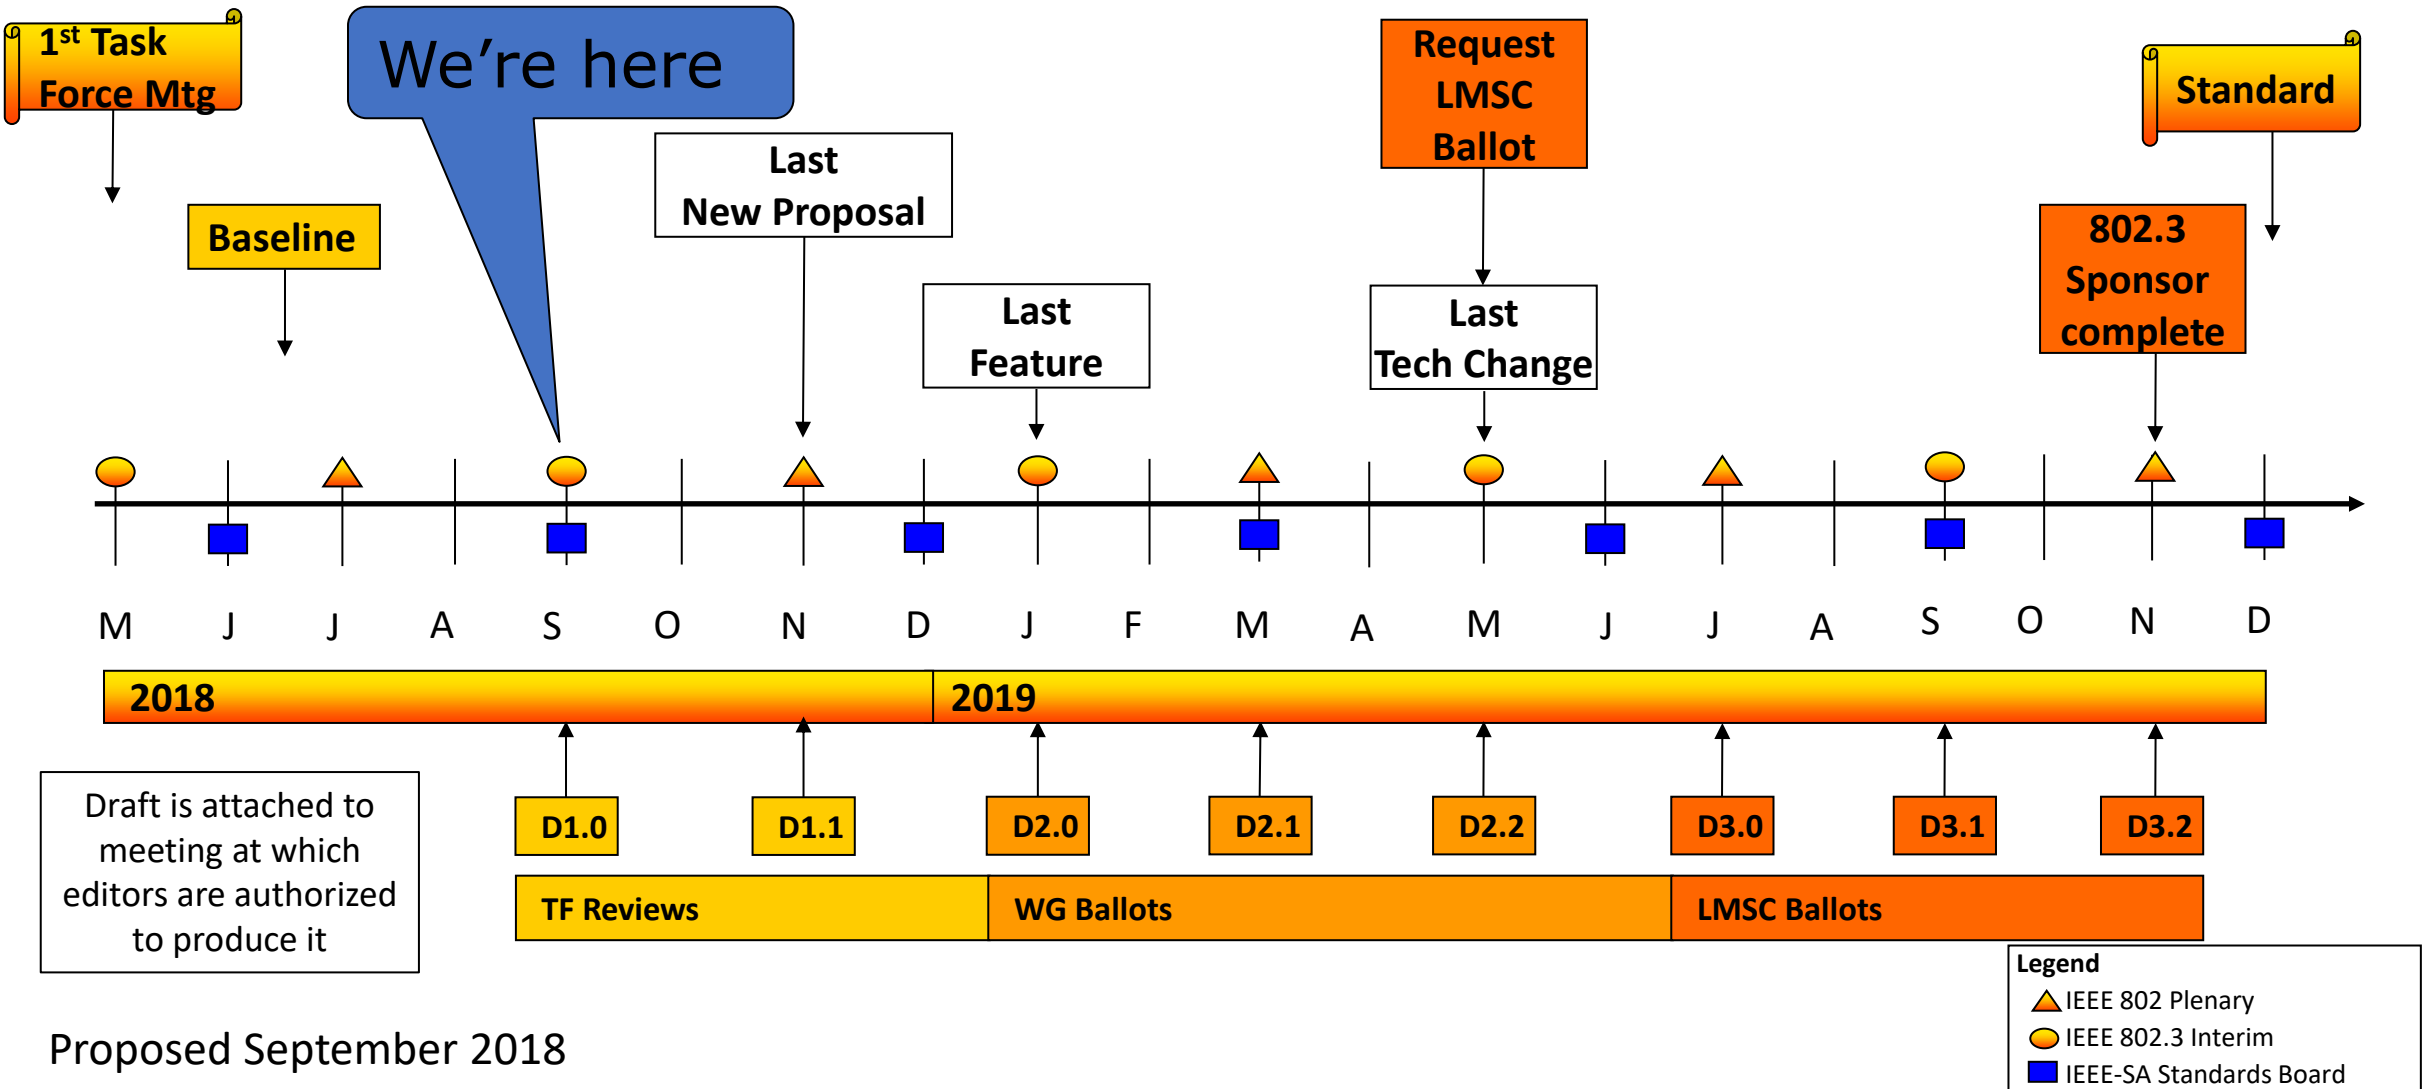 1st Task
Force Mtg
We're here
Request
LMSC
Ballot
Standard
Last
New Proposal
Baseline
802.3
Sponsor
complete
Last
Feature
Last
Tech Change
M J J A S O N D J F M A M J J A S O N D
2018 2019
Draft is attached to
meeting at which
editors are authorized
to produce it
D1.0 D1.1 D2.0 D2.1 D2.2 D3.0 D3.1 D3.2
TF Reviews WG Ballots LMSC Ballots
Legend
IEEE 802 Plenary
IEEE 802.3 Interim
IEEE-SA Standards Board
Proposed September 2018